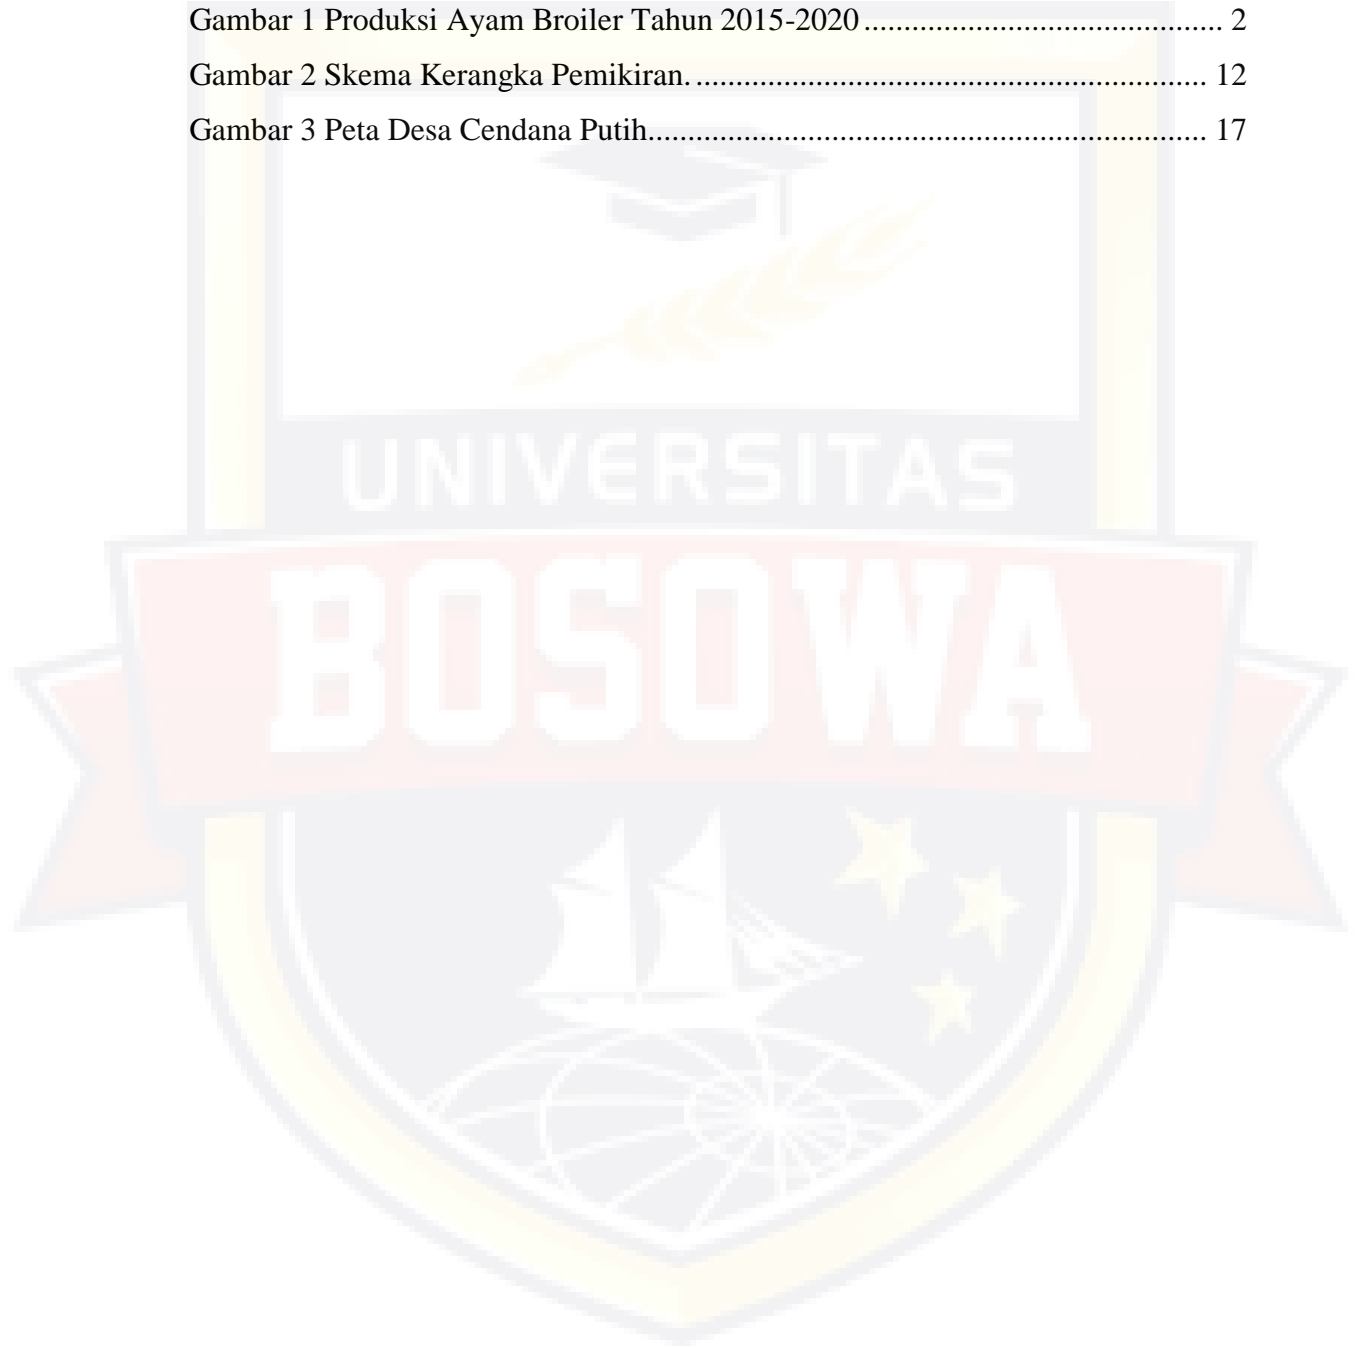 Gambar 1 Produksi Ayam Broiler Tahun 2015-2020 ............................................. 2
Gambar 2 Skema Kerangka Pemikiran. ................................................................ 12
Gambar 3 Peta Desa Cendana Putih...................................................................... 17
UNIVERSITAS
BOSOWA